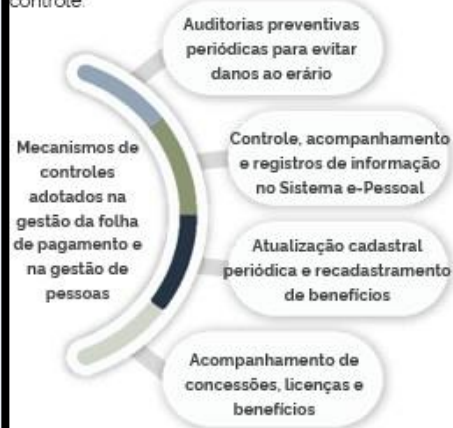 controle.
Auditorias preventivas
periódicas para evitar
danos ao erário
Mecanismos de
controles
adotados na
gestão da folha
de pagamento e
na gestão de
pessoas
Controle, acompanhamento
e registros de informação
no Sistema e-Pessoal
Atualização cadastral
periódica e recadastramento
de benefícios
Acompanhamento de
concessões, licenças e
benefícios